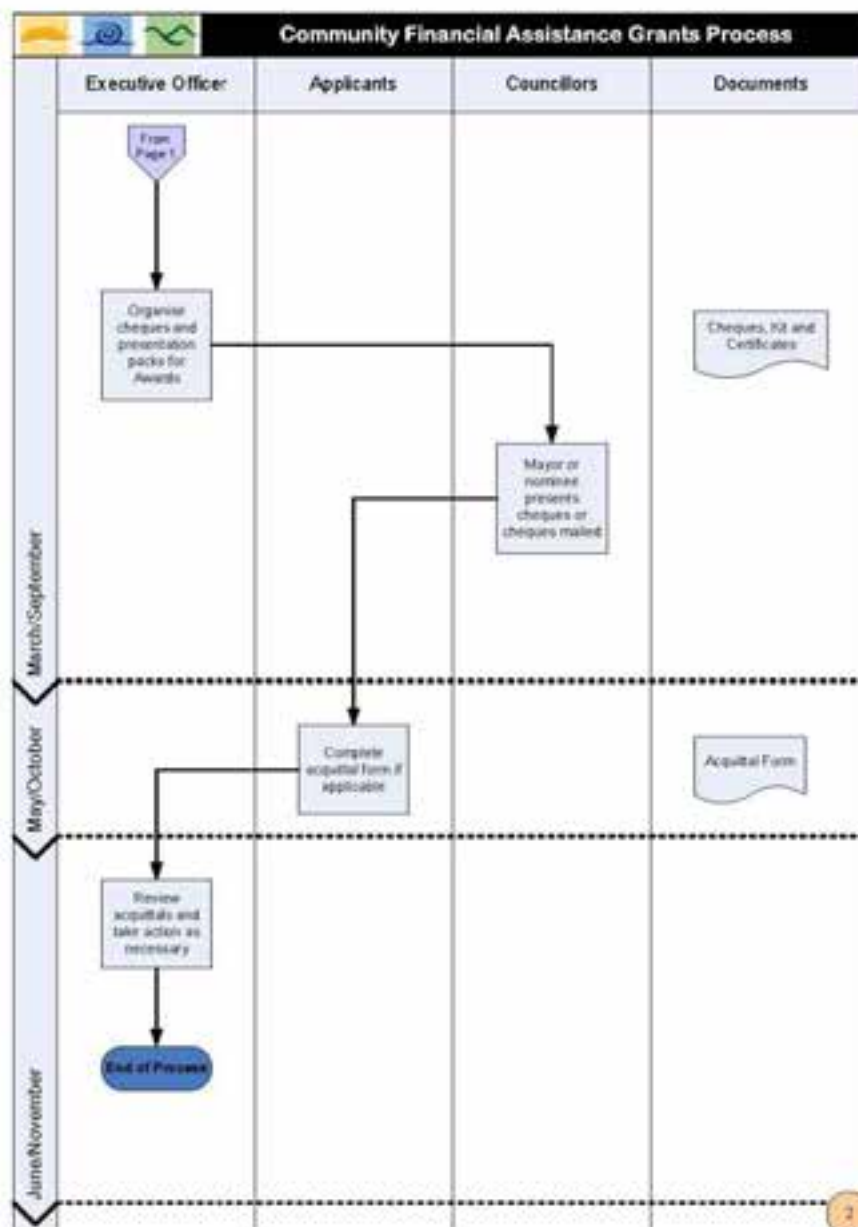 Community Financial Assistance Grants Process
Executive Officer
Applicants
Councillors
Documents
From
Page 1
Organise
cheques and
presentation
packs for
Awards
Cheques, Kit and
Certificates
Mayor or
nominee
presents
cheques or
cheques mailed
March/September
Complete
acquittal form if
applicable
Acquittal Form
May/October
Review
acquittals and
take action as
necessary
End of Process
June/November
2